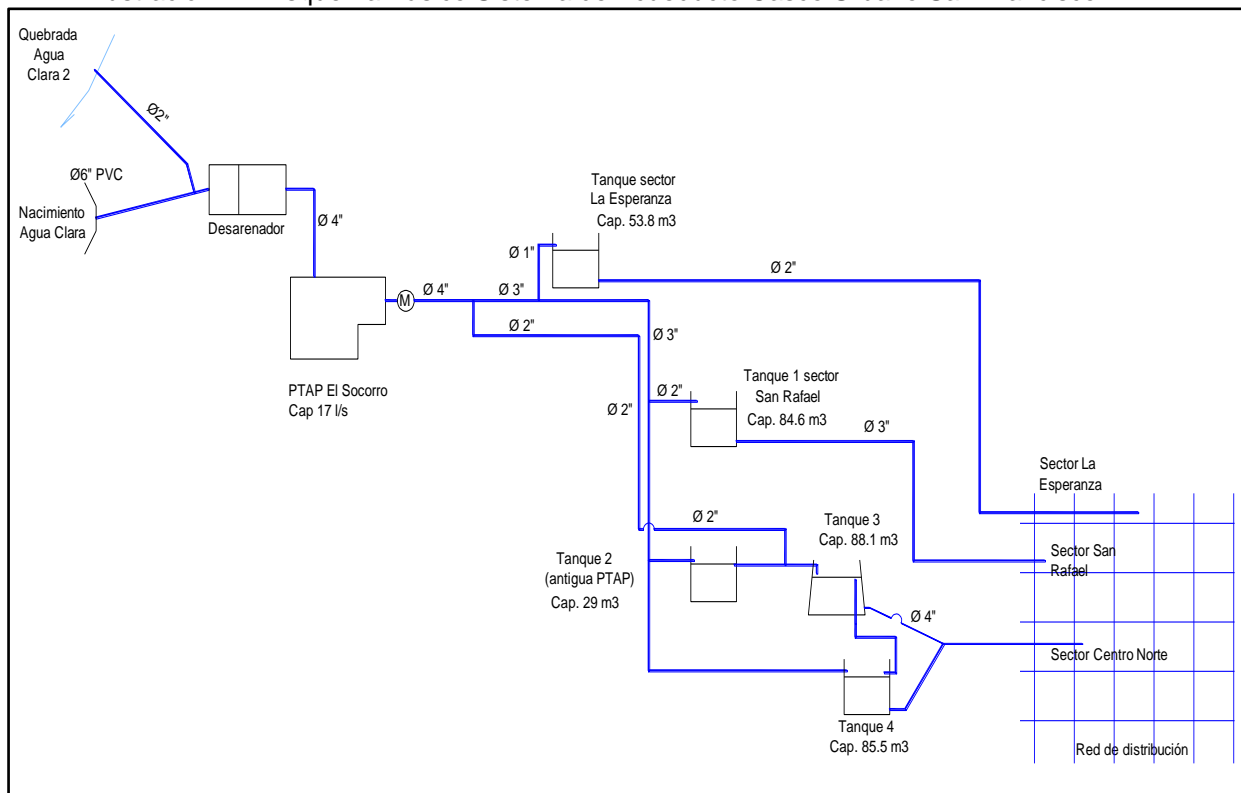 Quebrada
Agua
Clara 2
Ø2"
Ø6" PVC
Nacimiento
Agua Clara
Desarenador
Ø 4"
PTAP El Socorro
Cap 17 l/s
M
Ø 4"
Ø 3"
Ø 1"
Ø 2"
Tanque sector
La Esperanza
Cap. 53.8 m3
Ø 2"
Ø 3"
Ø 2"
Ø 2"
Tanque 1 sector
San Rafael
Cap. 84.6 m3
Ø 3"
Ø 2"
Tanque 2
(antigua PTAP)
Cap. 29 m3
Tanque 3
Cap. 88.1 m3
Ø 4"
Tanque 4
Cap. 85.5 m3
Sector La
Esperanza
Sector San
Rafael
Sector Centro Norte
Red de distribución